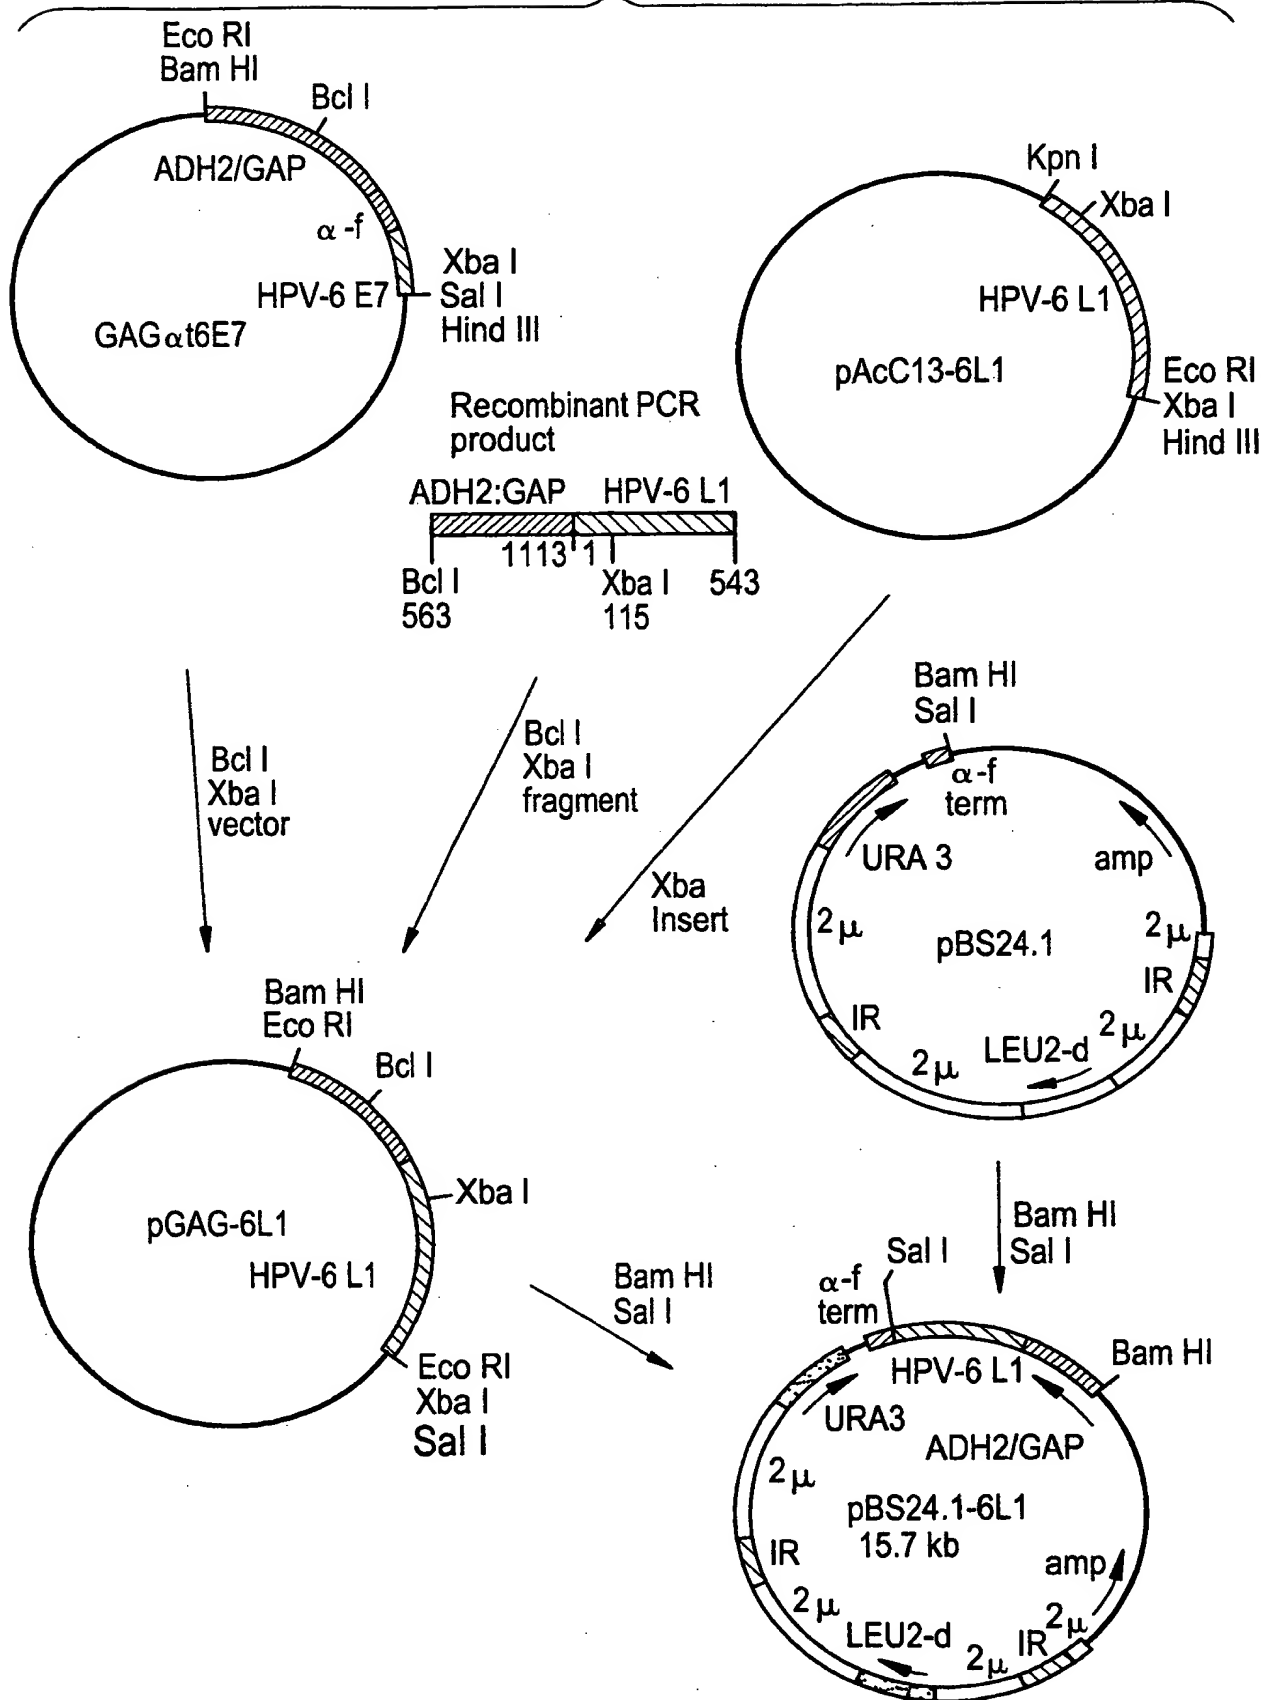 Eco RI
Bam HI
Bcl I
ADH2/GAP
α-f
HPV-6 E7
Xba I
Sal I
Hind III
GAGαt6E7
Kpn I
Xba I
HPV-6 L1
pAcC13-6L1
Eco RI
Xba I
Hind III
Recombinant PCR
product
ADH2:GAP HPV-6 L1
1113 1
Bcl I Xba I 543
563 115
Bcl I
Xba I
vector
Bcl I
Xba I
fragment
Xba
Insert
Bam HI
Sal I
α-f
term
URA 3
amp
2μ
pBS24.1
2μ
IR
IR
2μ
LEU2-d
2μ
Bam HI
Eco RI
Bcl I
Xba I
pGAG-6L1
HPV-6 L1
Eco RI
Xba I
Sal I
Bam HI
Sal I
Bam HI
Sal I
Sal I
α-f
term
HPV-6 L1
Bam HI
URA3
ADH2/GAP
2μ
pBS24.1-6L1
15.7 kb
IR
amp
2μ
2μ
LEU2-d
IR
2μ